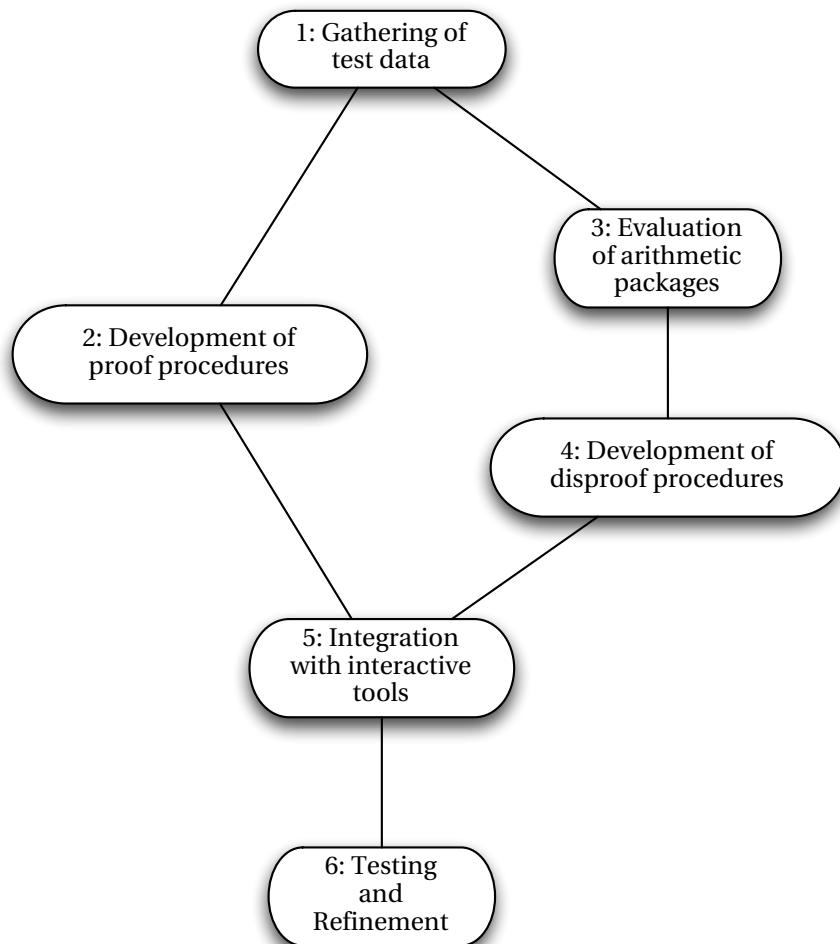 1: Gathering of
test data
3: Evaluation
of arithmetic
packages
2: Development of
proof procedures
4: Development of
disproof procedures
5: Integration
with interactive
tools
6: Testing
and
Refinement